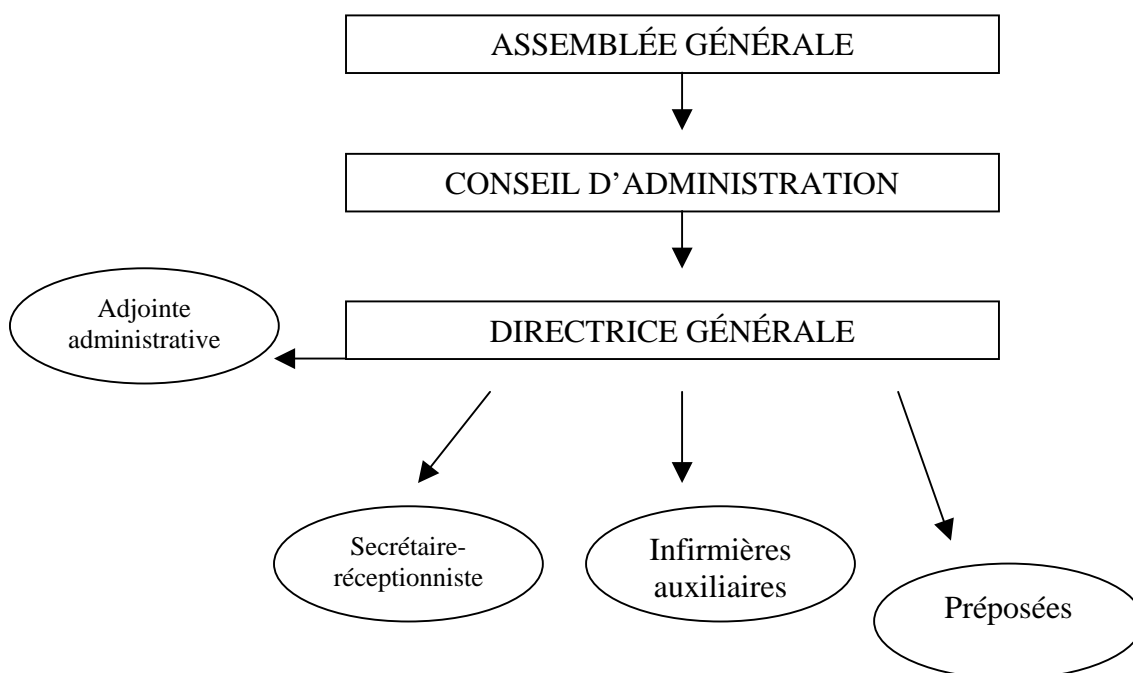 ASSEMBLÉE GÉNÉRALE
CONSEIL D’ADMINISTRATION
Adjointe
administrative
DIRECTRICE GÉNÉRALE
Secrétaire-
réceptionniste
Infirmières
auxiliaires
Préposées